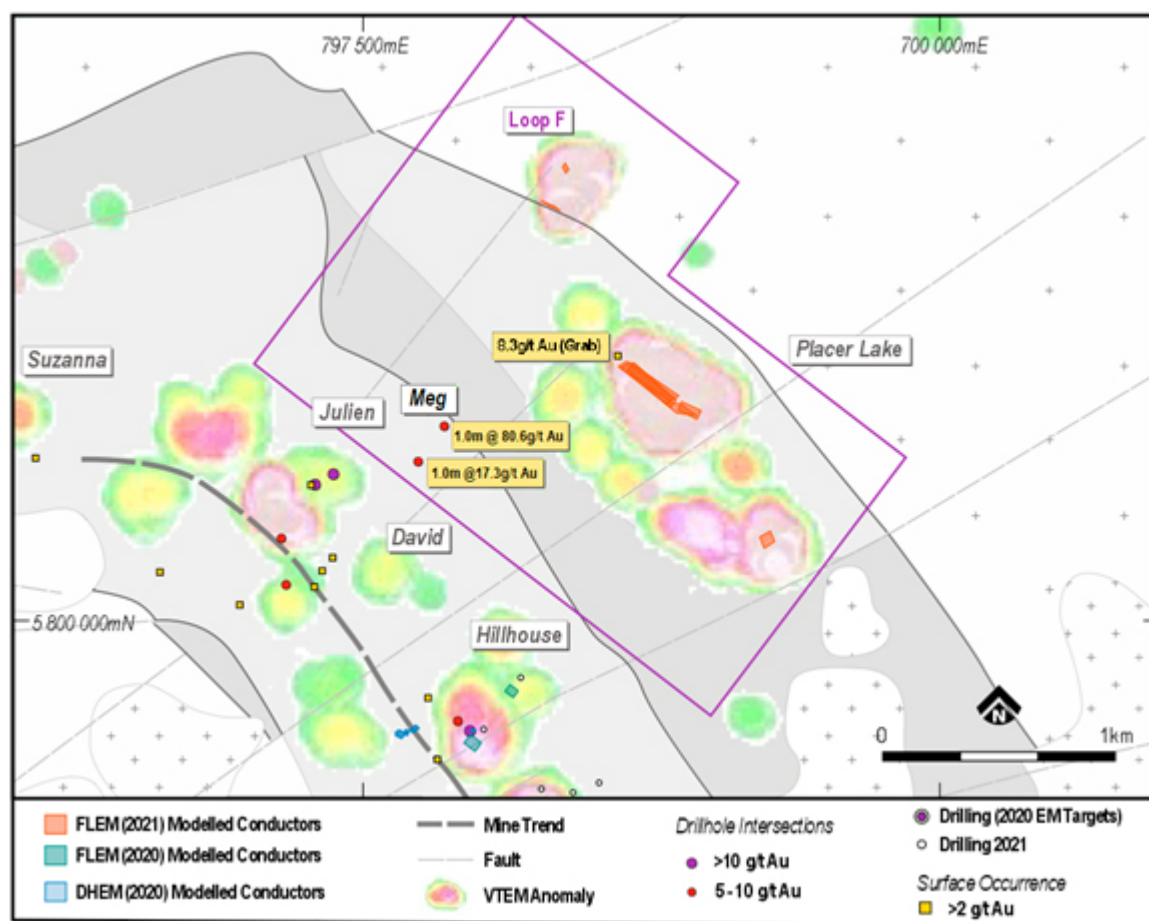 797 500mE
700 000mE
Loop F
8.3g/t Au (Grab)
Placer Lake
Suzanna
Julien
Meg
1.0m @ 80.6g/t Au
1.0m @17.3g/t Au
David
5 800 000mN
Hillhouse
N
0
1km
FLEM (2021) Modelled Conductors
FLEM (2020) Modelled Conductors
DHEM (2020) Modelled Conductors
Mine Trend
Fault
VTEM Anomaly
Drillhole Intersections
>10 g/t Au
5 - 10 g/t Au
Drilling (2020 EM Targets)
Drilling 2021
Surface Occurrence
>2 g/t Au